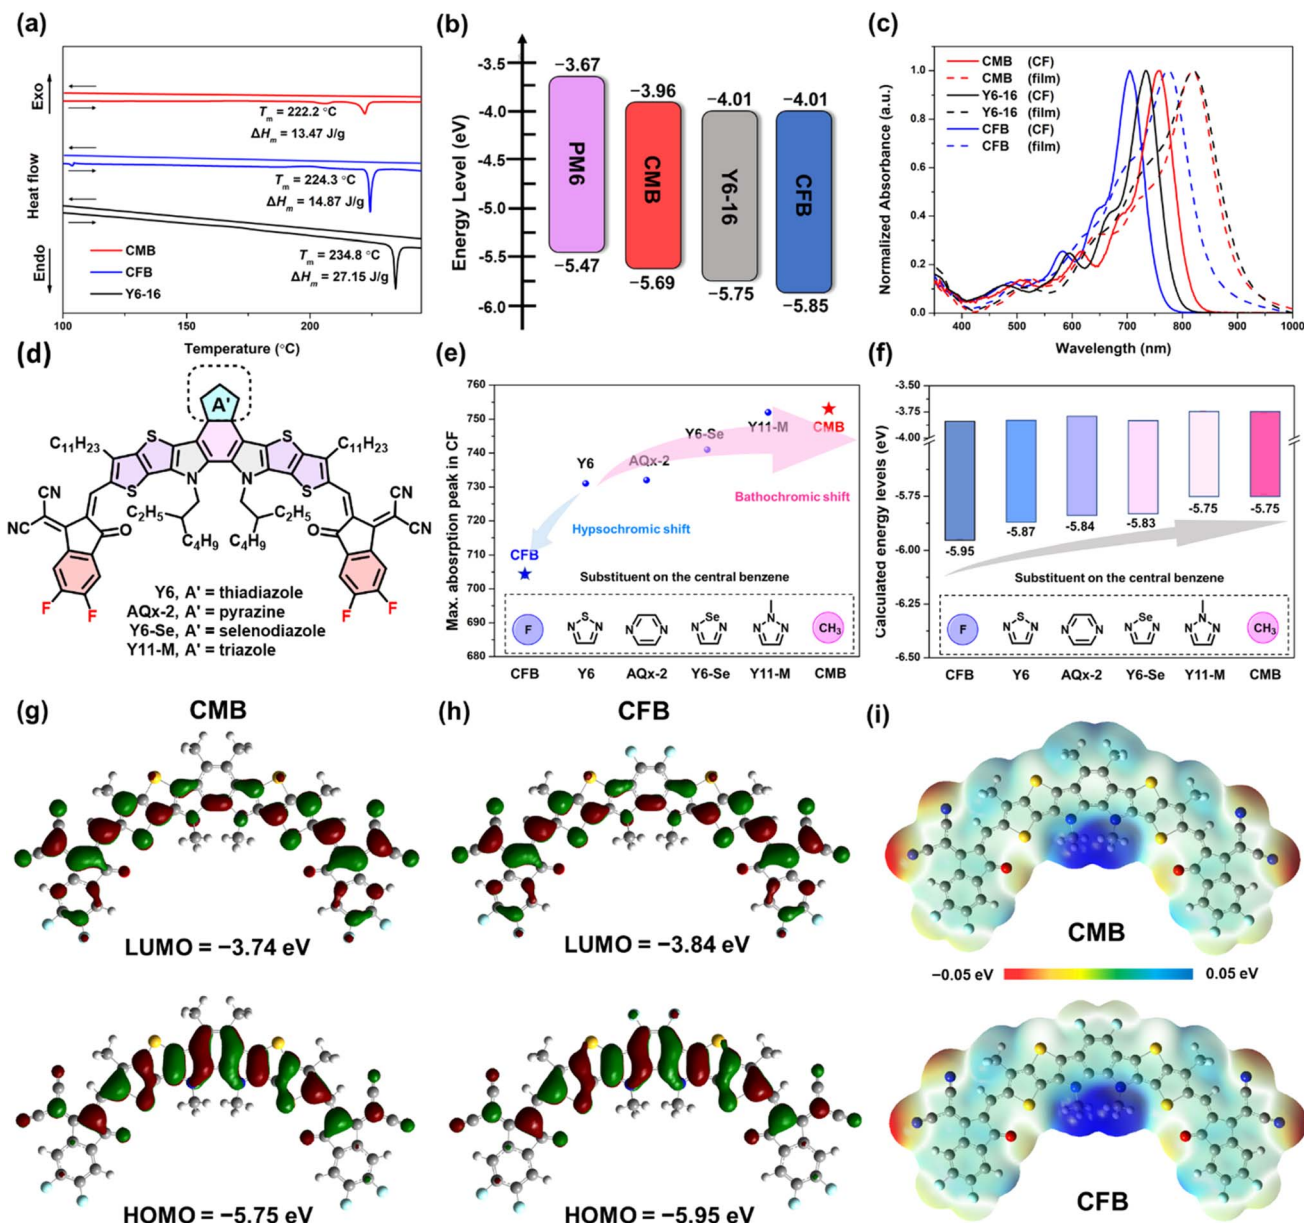 (a)
Exo
Heat flow
Endo
T m = 222.2 °C
ΔH m = 13.47 J/g
T m = 224.3 °C
ΔH m = 14.87 J/g
T m = 234.8 °C
ΔH m = 27.15 J/g
CMB
CFB
Y6-16
100 150 200
Temperature (°C)
(b)
Energy Level (eV)
-3.5
-4.0
-4.5
-5.0
-5.5
-6.0
−3.67
PM6
−5.47
−3.96
CMB
−5.69
−4.01
Y6-16
−5.75
−4.01
CFB
−5.85
(c)
Normalized Absorbance (a.u.)
1.0
0.8
0.6
0.4
0.2
0.0
CMB (CF)
CMB (film)
Y6-16 (CF)
Y6-16 (film)
CFB (CF)
CFB (film)
400 500 600 700 800 900 1000
Wavelength (nm)
(d)
A'
C11H23
S
S
S
S
C11H23
CN
NC
O
N
N
O
CN
CN
C2H5
C2H5
C4H9
C4H9
F
F
F
F
Y6, A' = thiadiazole
AQx-2, A' = pyrazine
Y6-Se, A' = selenodiazole
Y11-M, A' = triazole
(e)
Max. abosrption peak in CF
760
750
740
730
720
710
700
690
680
CFB
Y6
AQx-2
Y6-Se
Y11-M
CMB
Bathochromic shift
Hypsochromic shift
Substituent on the central benzene
F
N S N
N N
N Se N
N N N
CH3
CFB Y6 AQx-2 Y6-Se Y11-M CMB
(f)
Calculated energy levels (eV)
-3.50
-3.75
-4.00
-5.75
-6.00
-6.25
-6.50
-5.95
-5.87
-5.84
-5.83
-5.75
-5.75
Substituent on the central benzene
F
N S N
N N
N Se N
N N N
CH3
CFB Y6 AQx-2 Y6-Se Y11-M CMB
(g)
CMB
LUMO = −3.74 eV
HOMO = −5.75 eV
(h)
CFB
LUMO = −3.84 eV
HOMO = −5.95 eV
(i)
CMB
−0.05 eV
0.05 eV
CFB